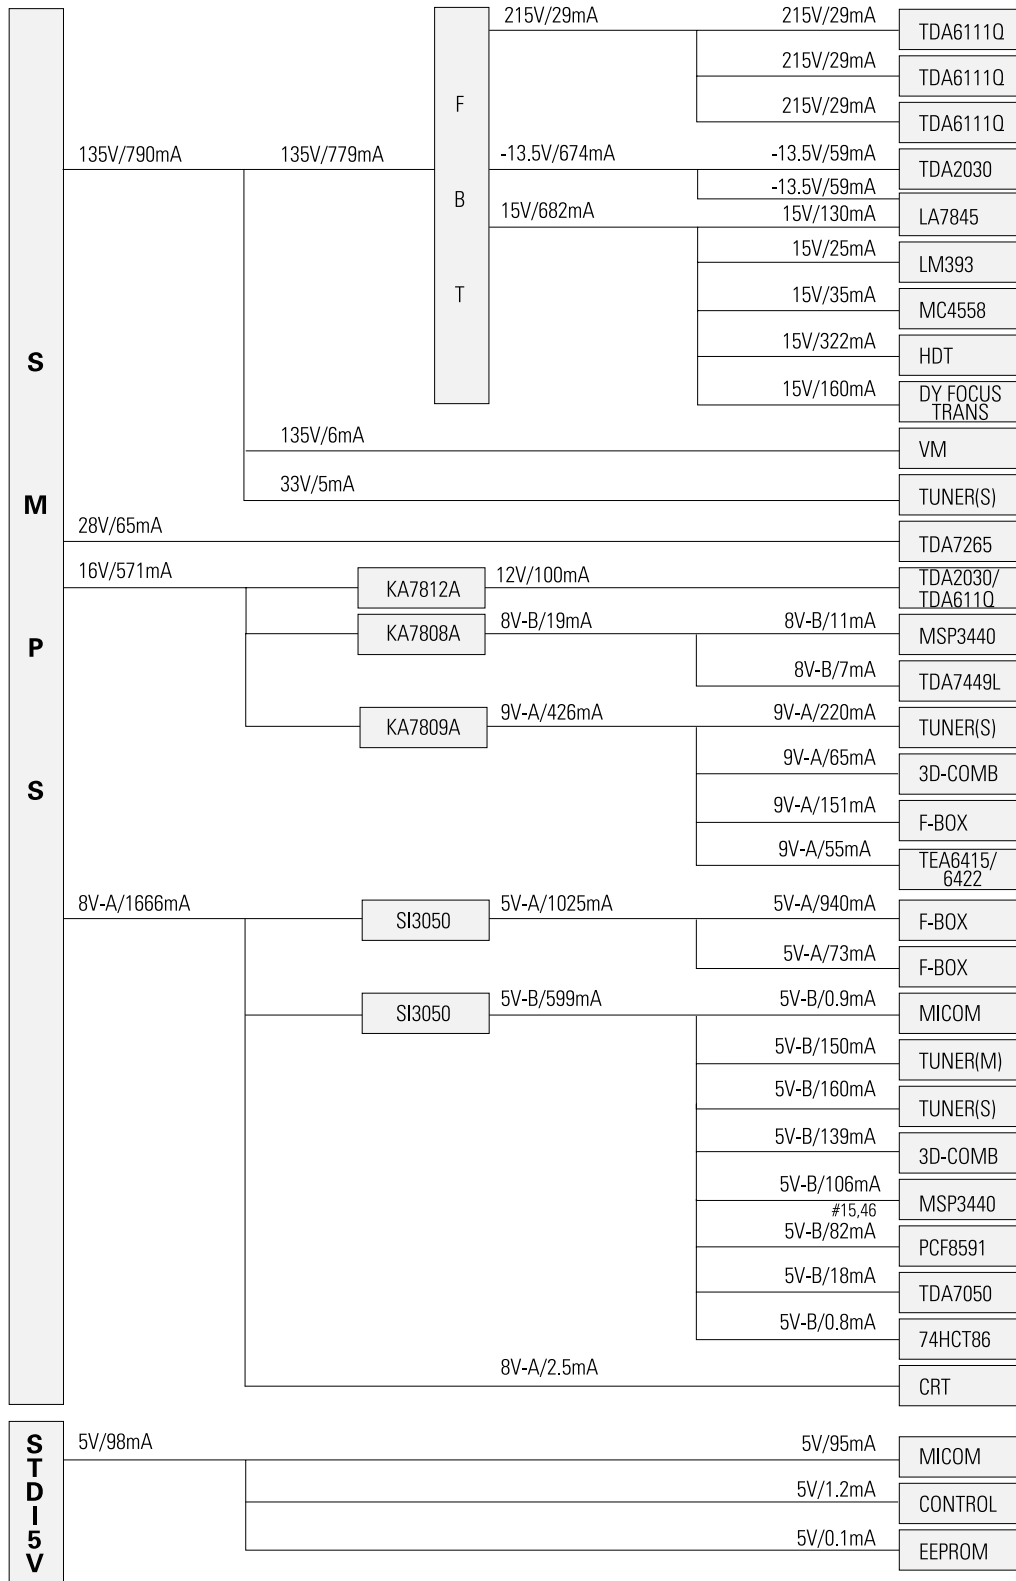 215V/29mA 215V/29mA TDA6111Q
215V/29mA TDA6111Q
215V/29mA TDA6111Q
F
B
T
135V/790mA 135V/779mA -13.5V/674mA -13.5V/59mA TDA2030
-13.5V/59mA
15V/682mA 15V/130mA LA7845
15V/25mA LM393
15V/35mA MC4558
15V/322mA HDT
15V/160mA DY FOCUS
TRANS
S
M
P
S
135V/6mA VM
33V/5mA TUNER(S)
28V/65mA TDA7265
16V/571mA KA7812A 12V/100mA TDA2030/
TDA611Q
KA7808A 8V-B/19mA 8V-B/11mA MSP3440
8V-B/7mA TDA7449L
KA7809A 9V-A/426mA 9V-A/220mA TUNER(S)
9V-A/65mA 3D-COMB
9V-A/151mA F-BOX
9V-A/55mA TEA6415/
6422
8V-A/1666mA SI3050 5V-A/1025mA 5V-A/940mA F-BOX
5V-A/73mA F-BOX
SI3050 5V-B/599mA 5V-B/0.9mA MICOM
5V-B/150mA TUNER(M)
5V-B/160mA TUNER(S)
5V-B/139mA 3D-COMB
5V-B/106mA MSP3440
#15,46
5V-B/82mA PCF8591
5V-B/18mA TDA7050
5V-B/0.8mA 74HCT86
8V-A/2.5mA CRT
S
T
D
I
5
V
5V/98mA 5V/95mA MICOM
5V/1.2mA CONTROL
5V/0.1mA EEPROM